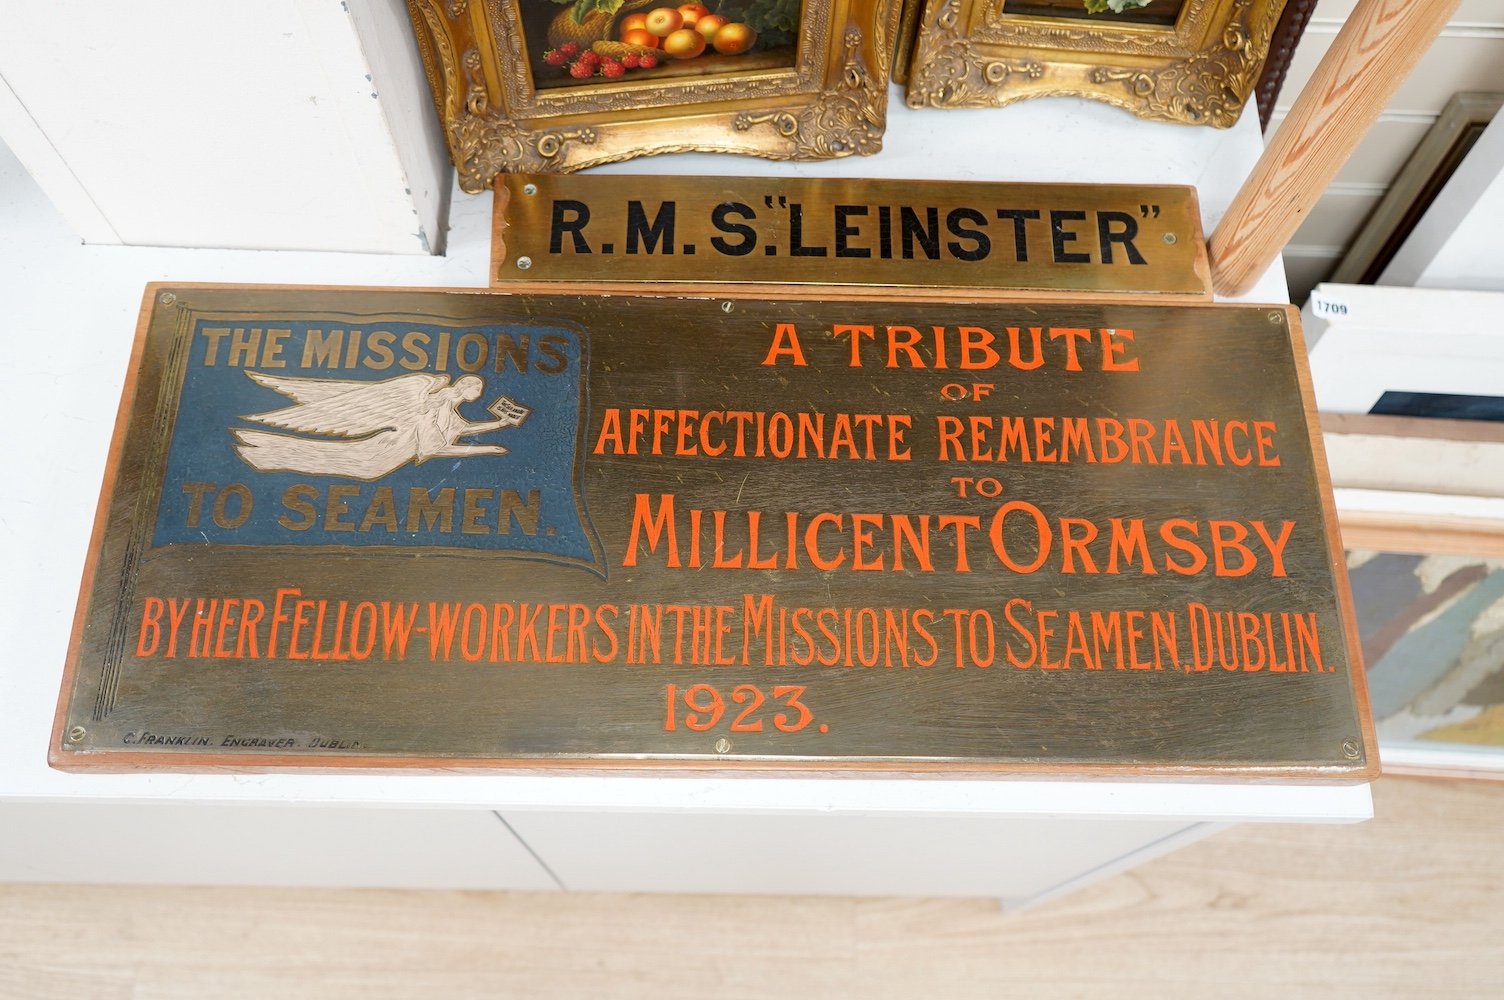 R.M.S. "LEINSTER"
THE MISSIONS
TO SEAMEN.
A TRIBUTE
OF
AFFECTIONATE REMEMBRANCE
TO
MILLICENT ORMSBY
BY HER FELLOW-WORKERS IN THE MISSIONS TO SEAMEN, DUBLIN.
1923.
C. FRANKLIN. ENGRAVER. DUBLIN.
1709